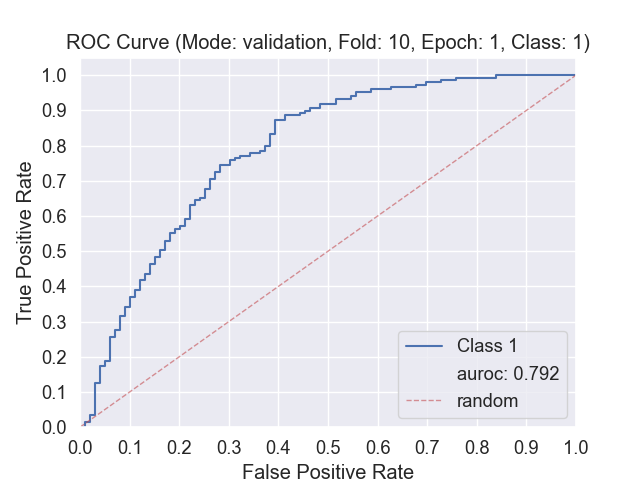 ROC Curve (Mode: validation, Fold: 10, Epoch: 1, Class: 1)
1.0
0.9
0.8
0.7
0.6
0.5
0.4
0.3
0.2
0.1
0.0
True Positive Rate
Class 1
auroc: 0.792
random
0.0 0.1 0.2 0.3 0.4 0.5 0.6 0.7 0.8 0.9 1.0
False Positive Rate